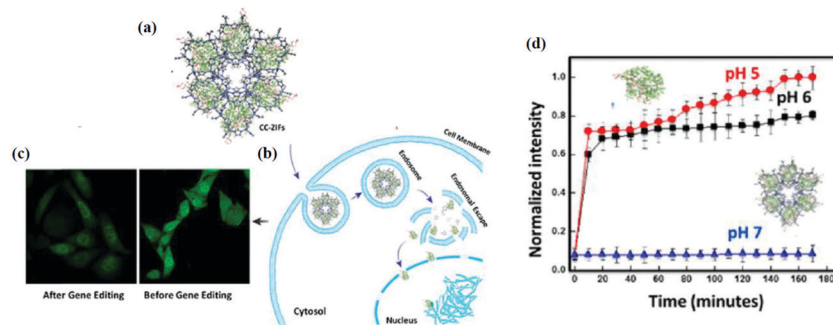 (a)
CC-ZIFs
(c)
(b)
Cell Membrane
Endosome
Endosomal
Escape
Cytosol
Nucleus
After Gene Editing
Before Gene Editing
(d)
Normalized intensity
1.0
0.8
0.6
0.4
0.2
0.0
pH 5
pH 6
pH 7
0 20 40 60 80 100 120 140 160 180
Time (minutes)